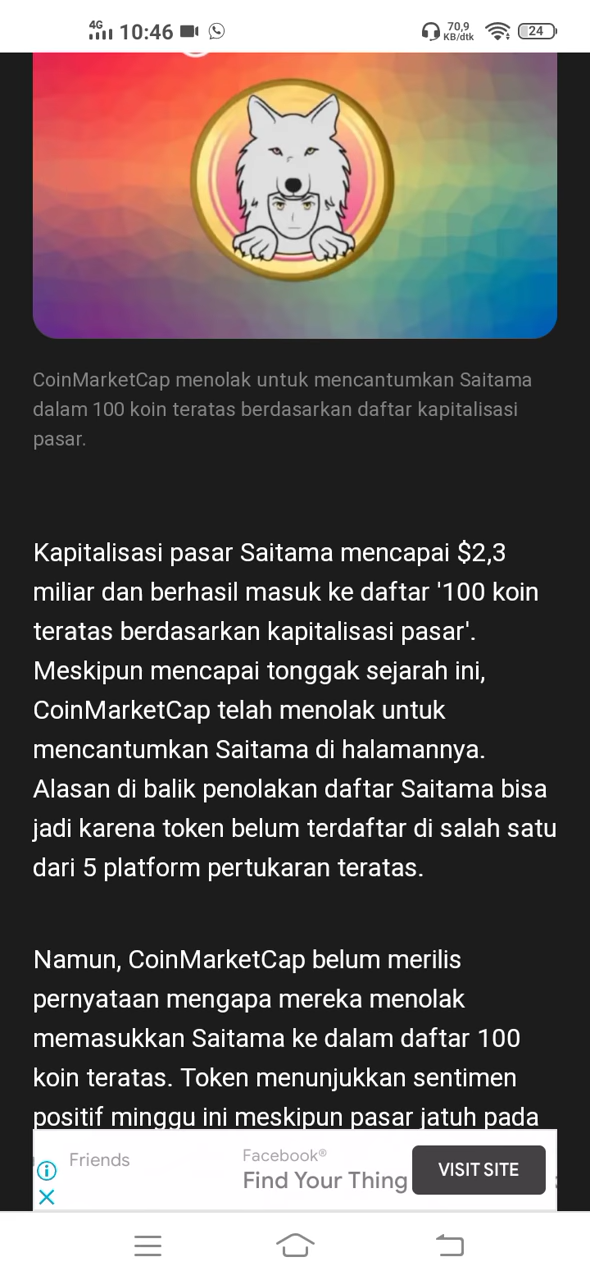 4G 10:46 70,9 KB/dtk 24
CoinMarketCap menolak untuk mencantumkan Saitama
dalam 100 koin teratas berdasarkan daftar kapitalisasi
pasar.
Kapitalisasi pasar Saitama mencapai $2,3
miliar dan berhasil masuk ke daftar '100 koin
teratas berdasarkan kapitalisasi pasar'.
Meskipun mencapai tonggak sejarah ini,
CoinMarketCap telah menolak untuk
mencantumkan Saitama di halamannya.
Alasan di balik penolakan daftar Saitama bisa
jadi karena token belum terdaftar di salah satu
dari 5 platform pertukaran teratas.
Namun, CoinMarketCap belum merilis
pernyataan mengapa mereka menolak
memasukkan Saitama ke dalam daftar 100
koin teratas. Token menunjukkan sentimen
positif minggu ini meskipun pasar jatuh pada
Friends
Facebook®
Find Your Thing
VISIT SITE